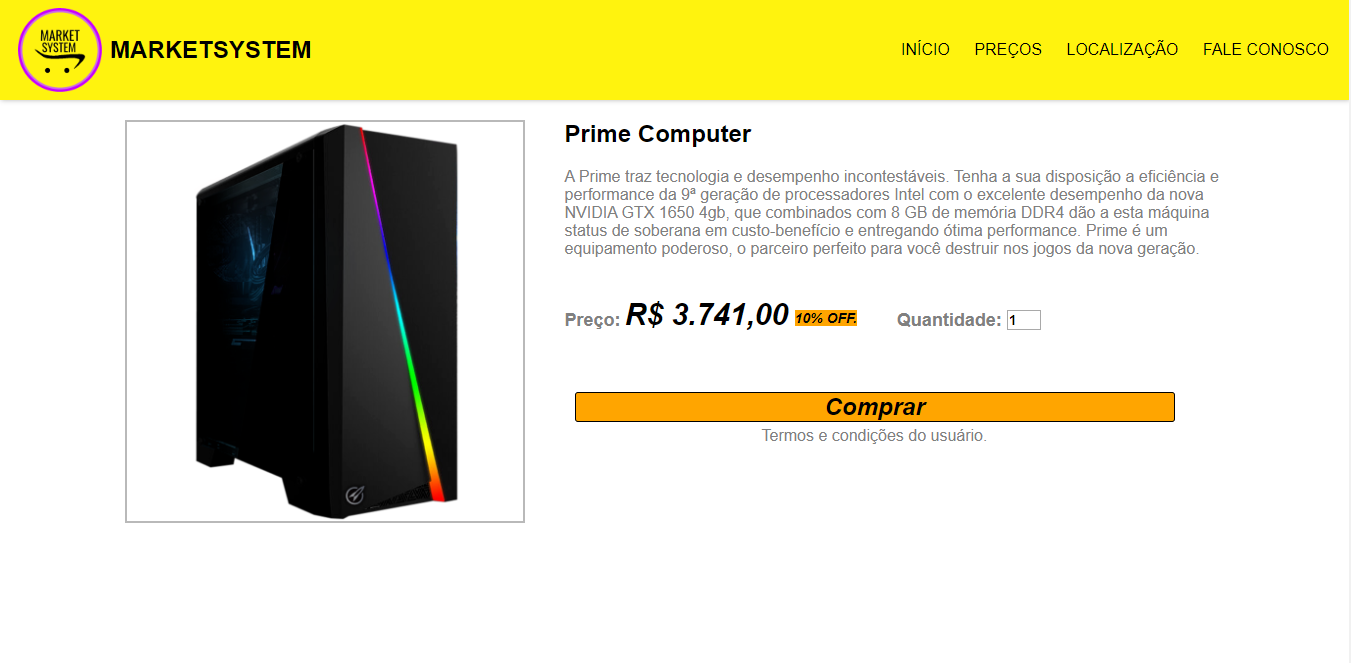 MARKET
SYSTEM
MARKETSYSTEM
INÍCIO PREÇOS LOCALIZAÇÃO FALE CONOSCO
Prime Computer
A Prime traz tecnologia e desempenho incontestáveis. Tenha a sua disposição a eficiência e
performance da 9ª geração de processadores Intel com o excelente desempenho da nova
NVIDIA GTX 1650 4gb, que combinados com 8 GB de memória DDR4 dão a esta máquina
status de soberana em custo-benefício e entregando ótima performance. Prime é um
equipamento poderoso, o parceiro perfeito para você destruir nos jogos da nova geração.
Preço: R$ 3.741,00 10% OFF. Quantidade: 1
Comprar
Termos e condições do usuário.